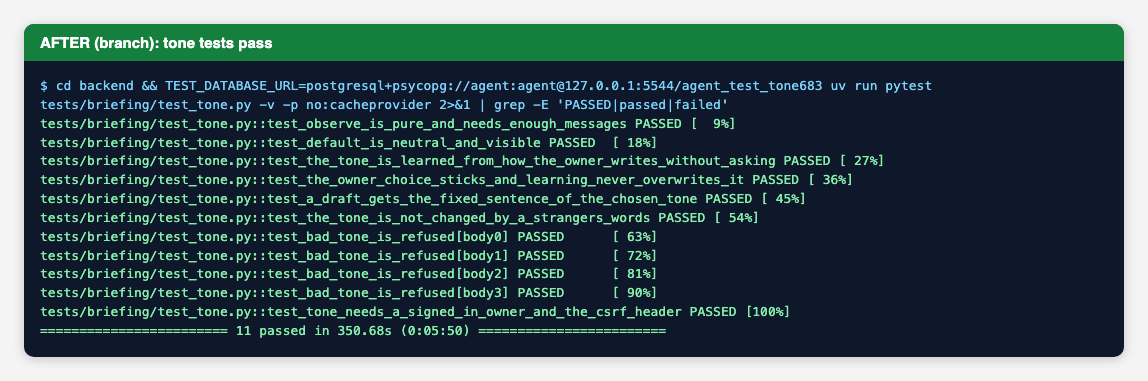 AFTER (branch): tone tests pass
$ cd backend && TEST_DATABASE_URL=postgresql+psycopg://agent:agent@127.0.0.1:5544/agent_test_tone683 uv run pytest
tests/briefing/test_tone.py -v -p no:cacheprovider 2>&1 | grep -E 'PASSED|passed|failed'
tests/briefing/test_tone.py::test_observe_is_pure_and_needs_enough_messages PASSED [  9%]
tests/briefing/test_tone.py::test_default_is_neutral_and_visible PASSED  [ 18%]
tests/briefing/test_tone.py::test_the_tone_is_learned_from_how_the_owner_writes_without_asking PASSED [ 27%]
tests/briefing/test_tone.py::test_the_owner_choice_sticks_and_learning_never_overwrites_it PASSED [ 36%]
tests/briefing/test_tone.py::test_a_draft_gets_the_fixed_sentence_of_the_chosen_tone PASSED [ 45%]
tests/briefing/test_tone.py::test_the_tone_is_not_changed_by_a_strangers_words PASSED [ 54%]
tests/briefing/test_tone.py::test_bad_tone_is_refused[body0] PASSED      [ 63%]
tests/briefing/test_tone.py::test_bad_tone_is_refused[body1] PASSED      [ 72%]
tests/briefing/test_tone.py::test_bad_tone_is_refused[body2] PASSED      [ 81%]
tests/briefing/test_tone.py::test_bad_tone_is_refused[body3] PASSED      [ 90%]
tests/briefing/test_tone.py::test_tone_needs_a_signed_in_owner_and_the_csrf_header PASSED [100%]
======================== 11 passed in 350.68s (0:05:50) ========================